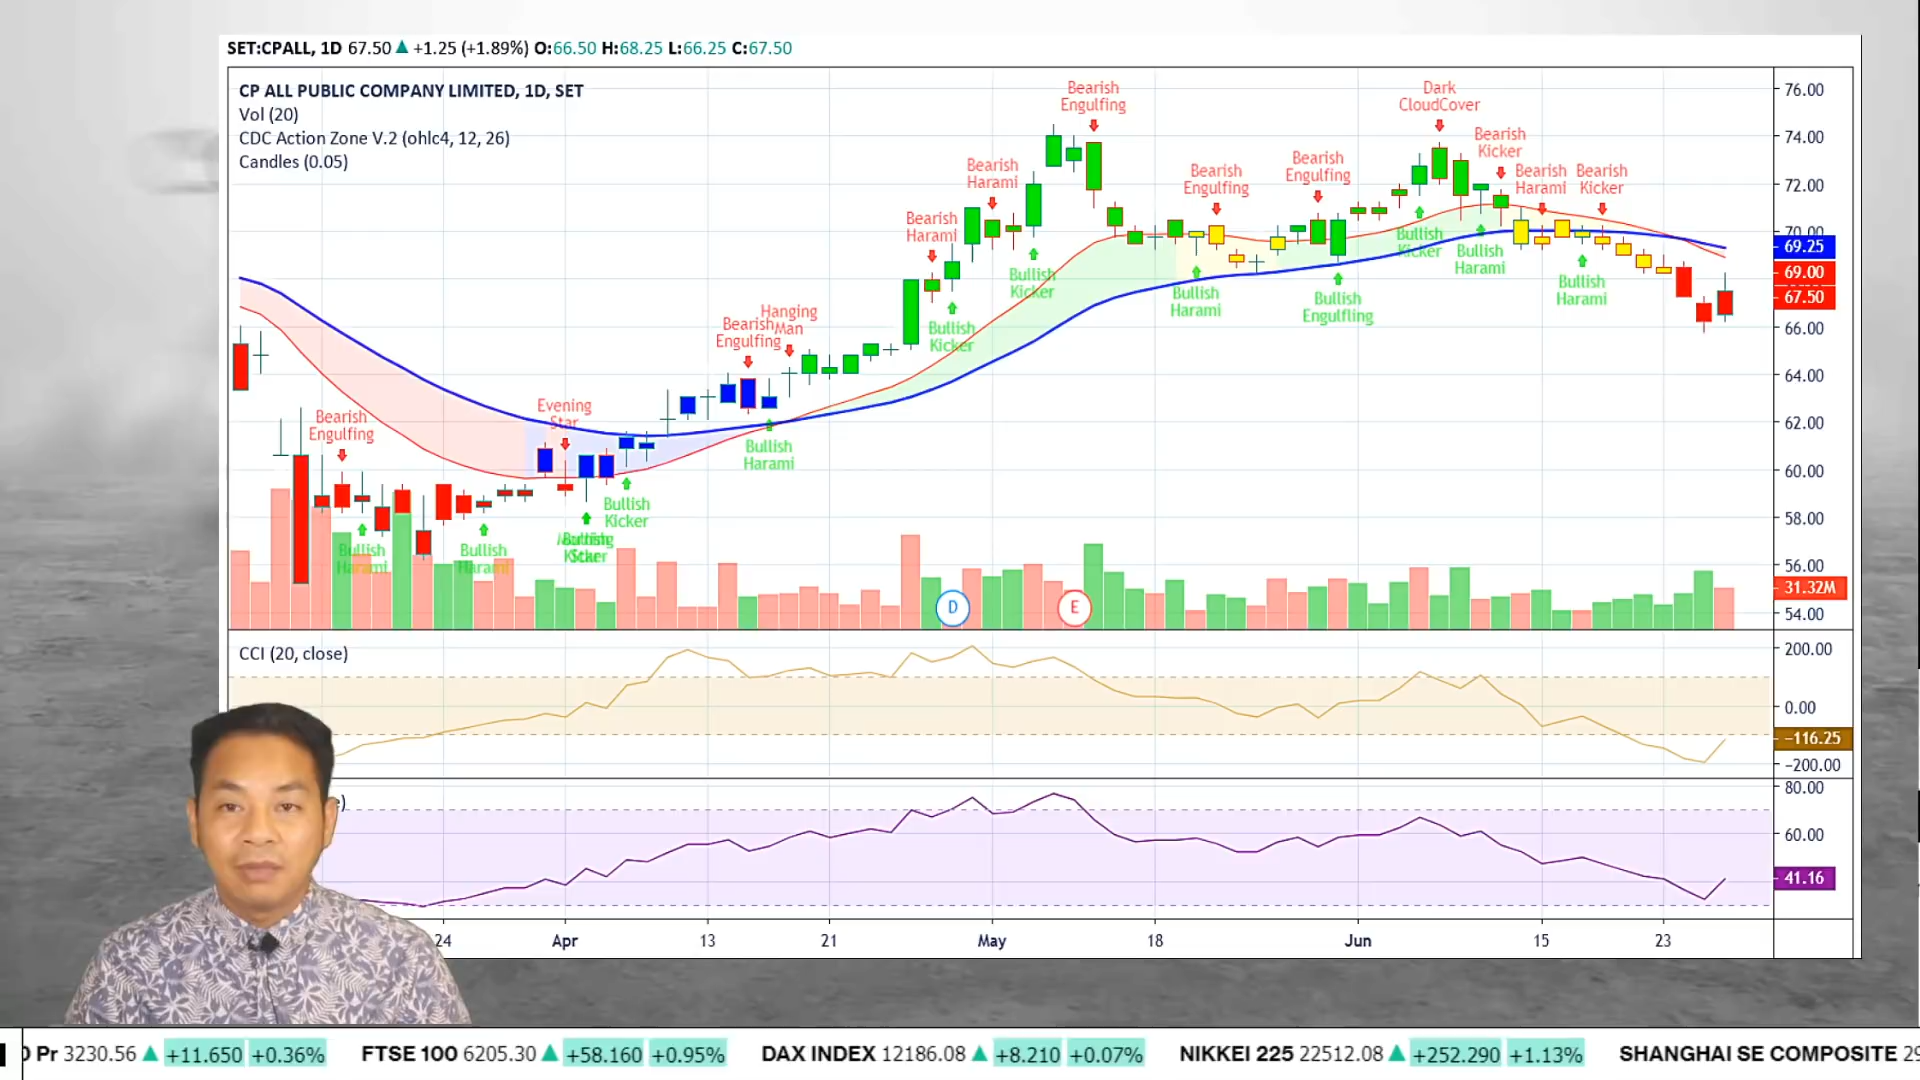 SET:CPALL, 1D 67.50 ▲ +1.25 (+1.89%) O:66.50 H:68.25 L:66.25 C:67.50
CP ALL PUBLIC COMPANY LIMITED, 1D, SET
Vol (20)
CDC Action Zone V.2 (ohlc4, 12, 26)
Candles (0.05)
Bearish
Engulfing
Bullish
Harami
Bullish
Harami
Evening
Star
Bullish
Kicker
Bullish
Kicker
Bearish
Engulfing
Hanging
Man
Bullish
Harami
Bearish
Harami
Bullish
Kicker
Bearish
Harami
Bullish
Kicker
Bearish
Engulfing
Bearish
Engulfing
Bullish
Harami
Bearish
Engulfing
Bullish
Engulfling
Dark
CloudCover
Bullish
Kicker
Bearish
Kicker
Bullish
Harami
Bearish
Harami
Bearish
Kicker
Bullish
Harami
D
E
76.00
74.00
72.00
70.00
69.25
69.00
67.50
66.00
64.00
62.00
60.00
58.00
56.00
31.32M
54.00
CCI (20, close)
200.00
0.00
−116.25
−200.00
e)
80.00
60.00
41.16
24 Apr 13 21 May 18 Jun 15 23
Pr 3230.56 ▲ +11.650 +0.36% FTSE 100 6205.30 ▲ +58.160 +0.95% DAX INDEX 12186.08 ▲ +8.210 +0.07% NIKKEI 225 22512.08 ▲ +252.290 +1.13% SHANGHAI SE COMPOSITE